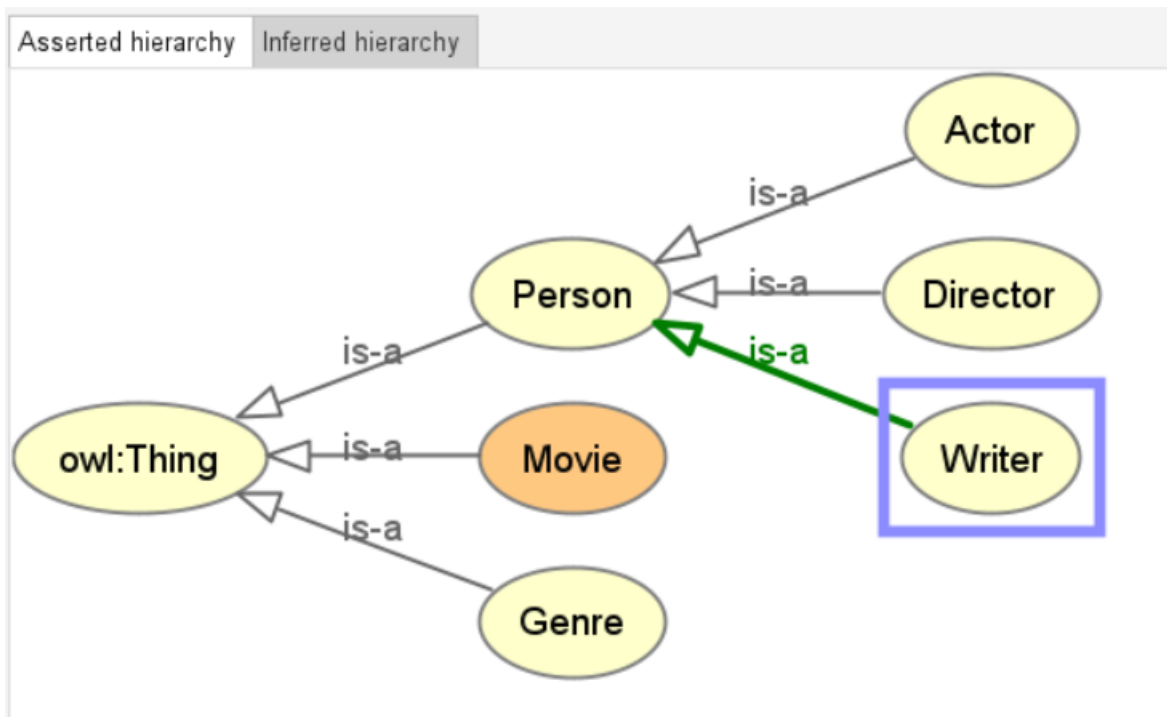 Asserted hierarchy Inferred hierarchy
Actor
is-a
Person is-a Director
is-a is-a
owl:Thing is-a Movie Writer
is-a
Genre